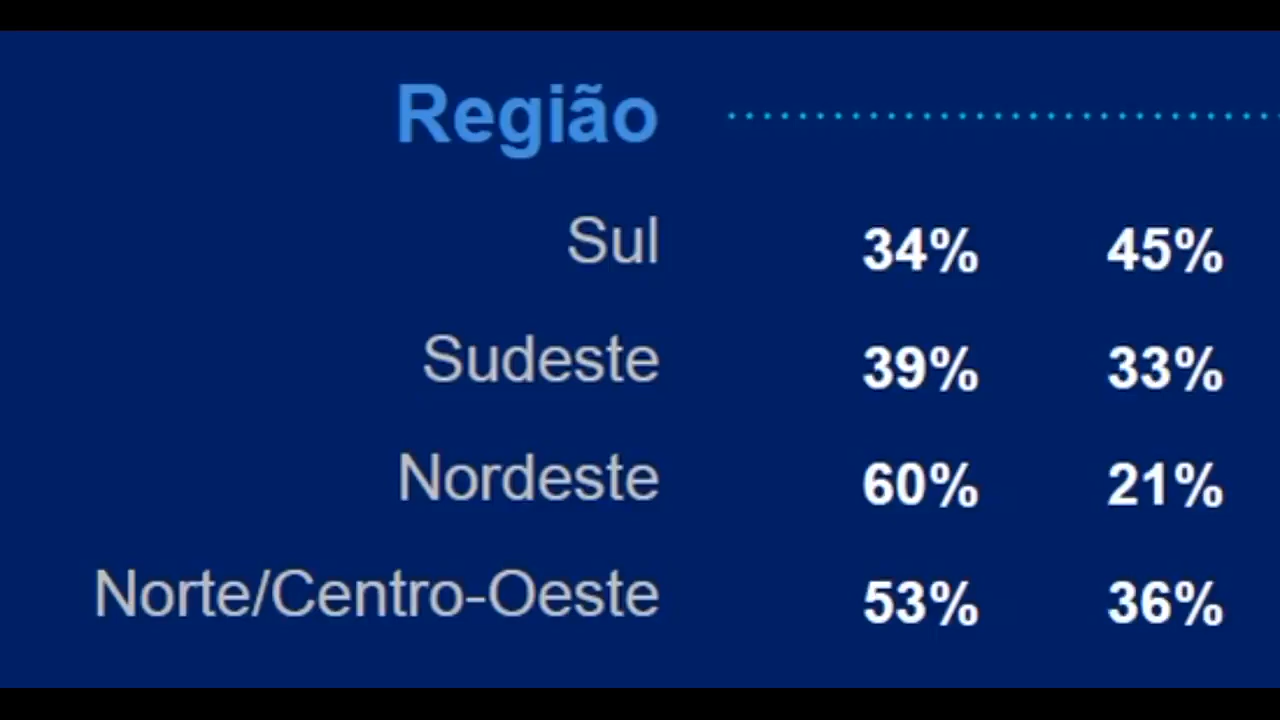 Região
Sul 34% 45%
Sudeste 39% 33%
Nordeste 60% 21%
Norte/Centro-Oeste 53% 36%